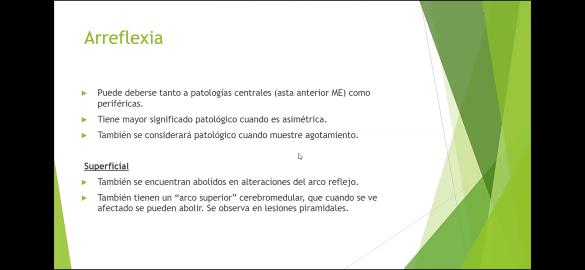 Arreflexia
Puede deberse tanto a patologías centrales (asta anterior ME) como
periféricas.
Tiene mayor significado patológico cuando es asimétrica.
También se considerará patológico cuando muestre agotamiento.
Superficial
También se encuentran abolidos en alteraciones del arco reflejo.
También tienen un “arco superior” cerebromedular, que cuando se ve
afectado se pueden abolir. Se observa en lesiones piramidales.